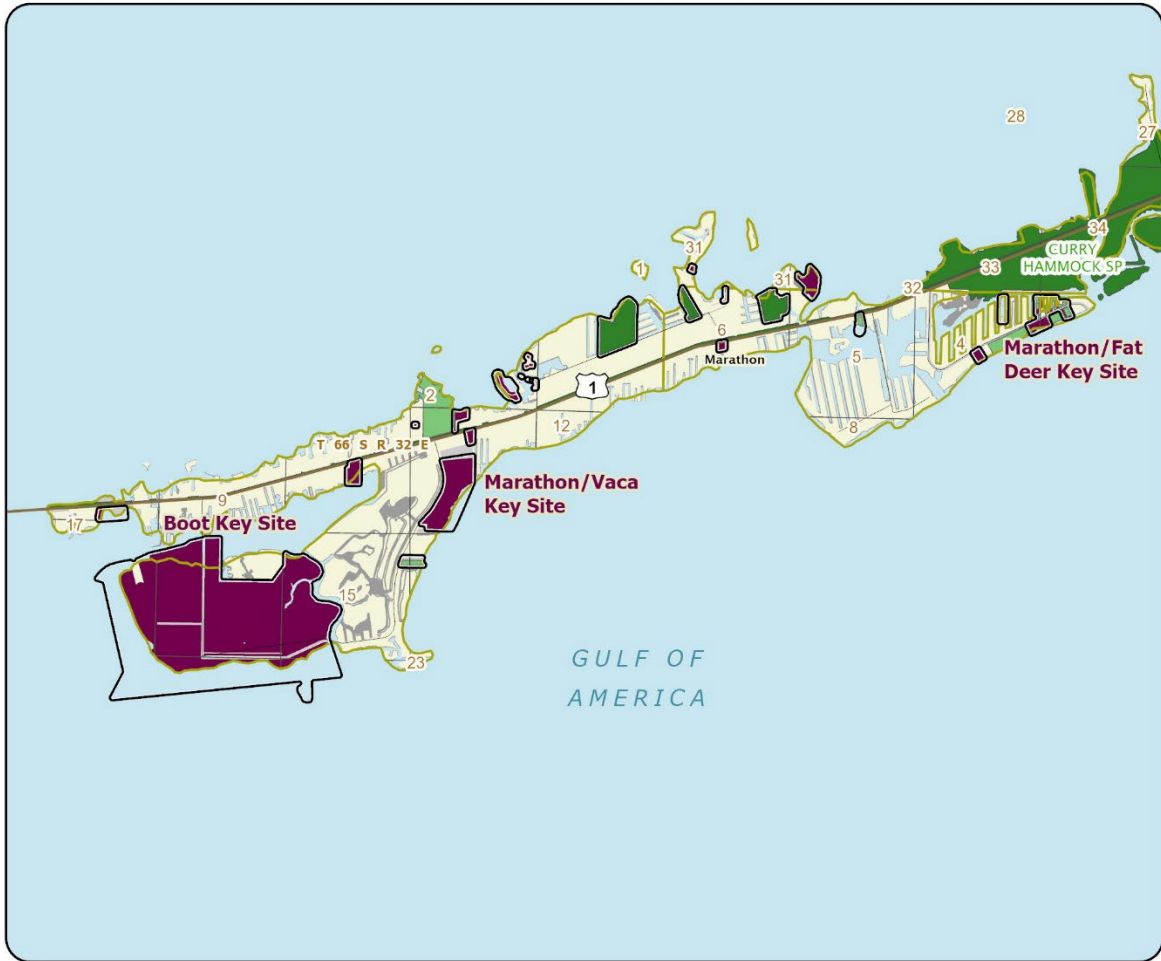 28
27
34
31
CURRY
HAMMOCK SP
33
1
31
32
6
Marathon
5
4
Marathon/Fat
Deer Key Site
1
2
12
8
T 66 S R 32 E
Marathon/Vaca
Key Site
9
17
Boot Key Site
15
23
GULF OF
AMERICA